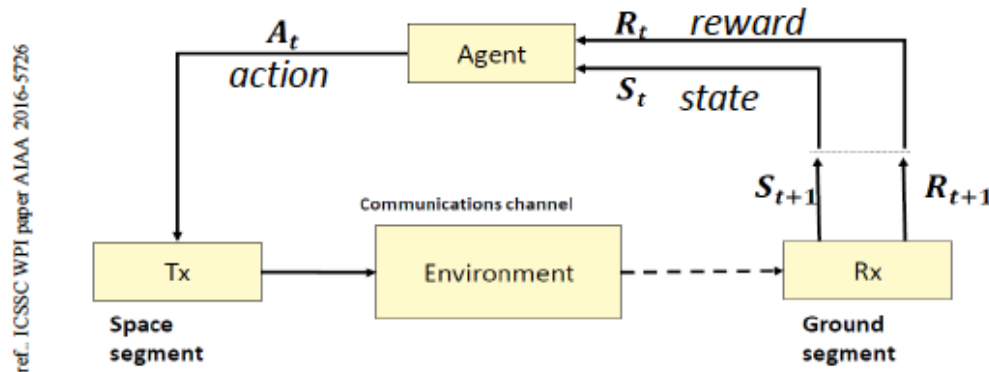 ref.. ICSSC WPI paper AIAA 2016-5726
A_t
action
Agent
R_t reward
S_t state
S_{t+1}
R_{t+1}
Communications channel
Tx
Environment
Rx
Space
segment
Ground
segment